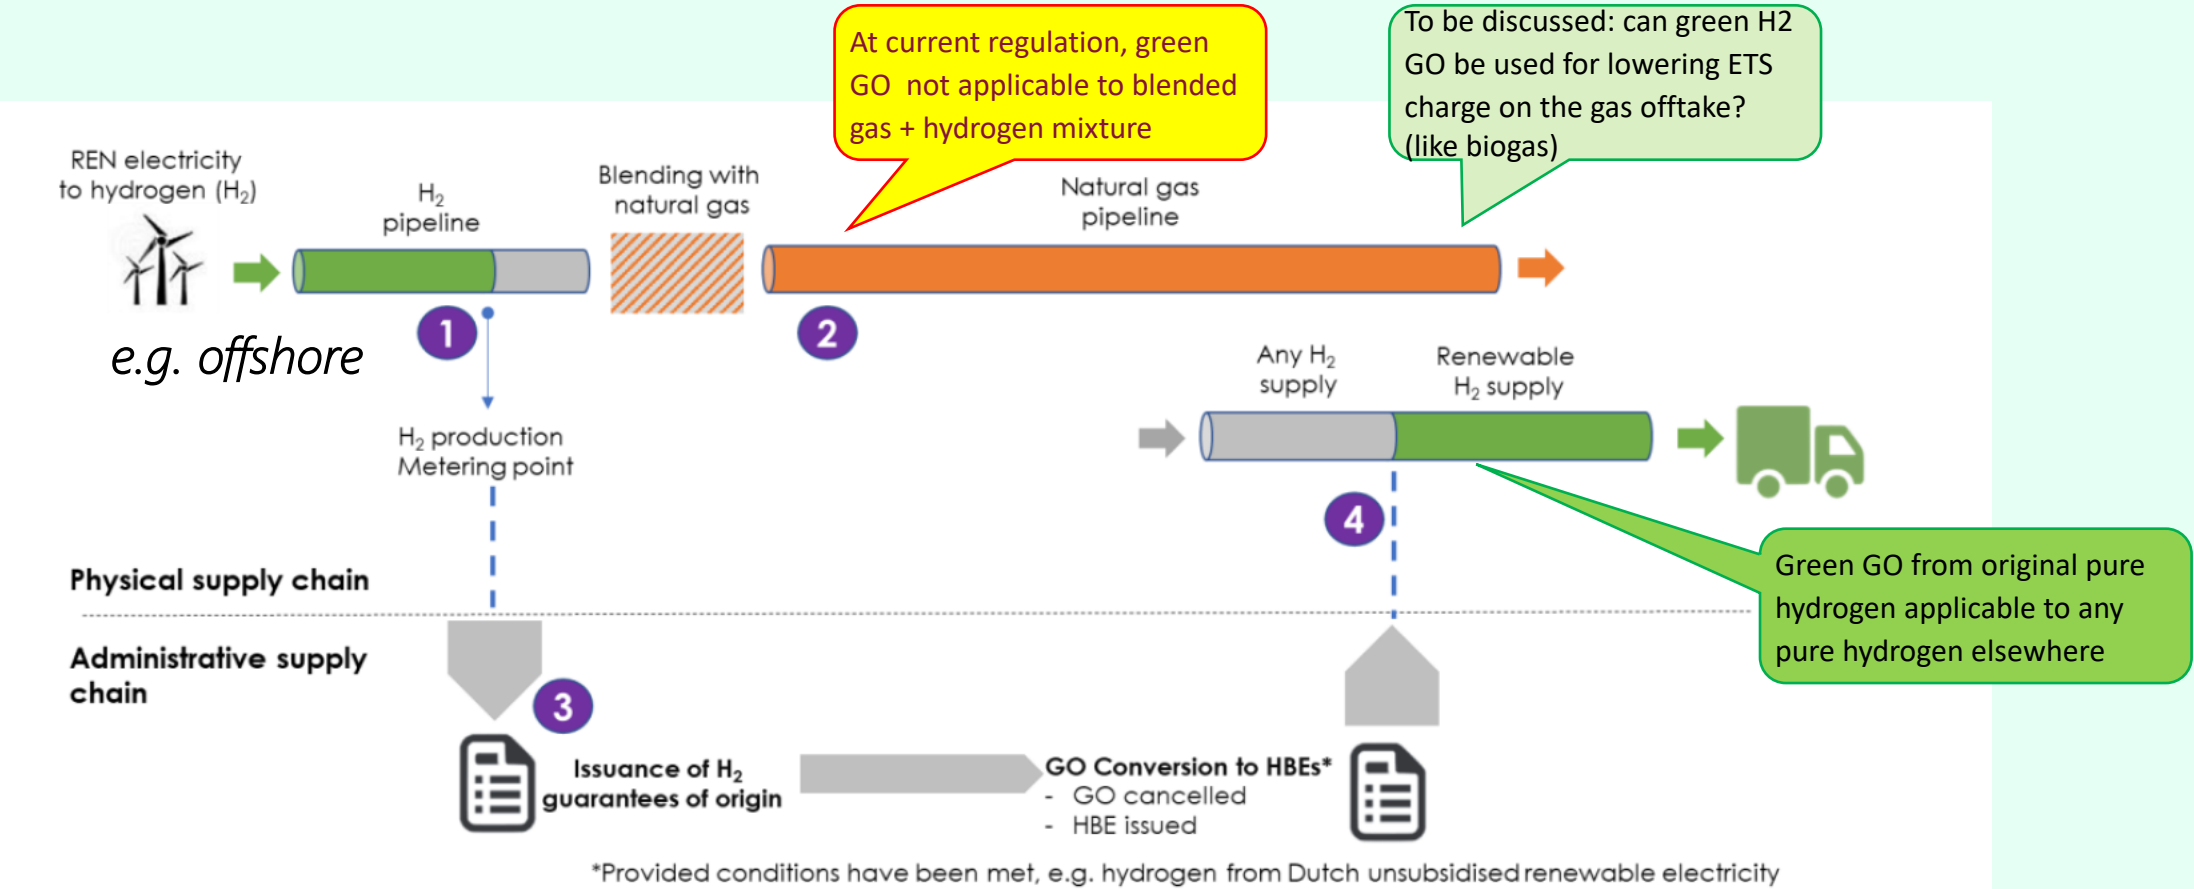 At current regulation, green
GO not applicable to blended
gas + hydrogen mixture
To be discussed: can green H2
GO be used for lowering ETS
charge on the gas offtake?
(like biogas)
REN electricity
to hydrogen (H₂)
H₂
pipeline
Blending with
natural gas
Natural gas
pipeline
e.g. offshore
1
2
Any H₂
supply
Renewable
H₂ supply
H₂ production
Metering point
4
Green GO from original pure
hydrogen applicable to any
pure hydrogen elsewhere
Physical supply chain
Administrative supply
chain
3
Issuance of H₂
guarantees of origin
GO Conversion to HBEs*
- GO cancelled
- HBE issued
*Provided conditions have been met, e.g. hydrogen from Dutch unsubsidised renewable electricity